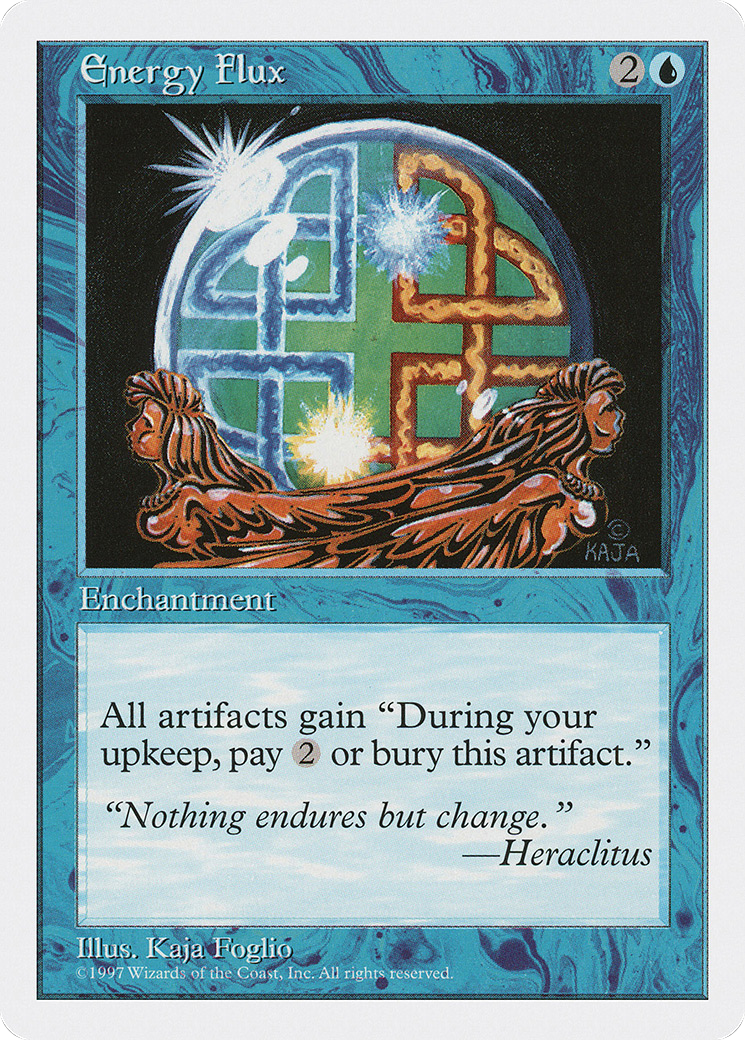 Energy Flux 2
©
KAJA
Enchantment
All artifacts gain “During your
upkeep, pay 2 or bury this artifact.”
“Nothing endures but change.”
—Heraclitus
Illus. Kaja Foglio
©1997 Wizards of the Coast, Inc. All rights reserved.